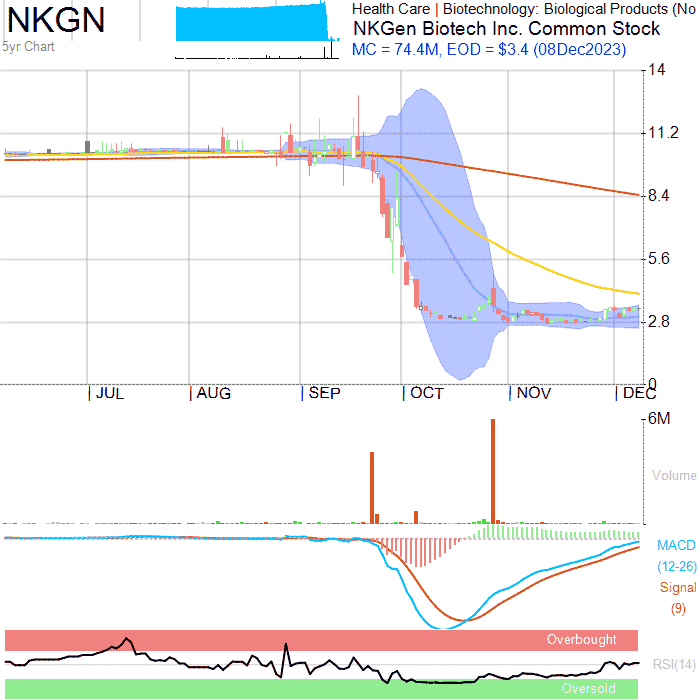 NKGN
5yr Chart
Health Care | Biotechnology: Biological Products (No
NKGen Biotech Inc. Common Stock
MC = 74.4M, EOD = $3.4 (08Dec2023)
14
11.2
8.4
5.6
2.8
0
JUL AUG SEP OCT NOV DEC
6M
Volume
MACD
(12-26)
Signal
(9)
Overbought
RSI(14)
Oversold